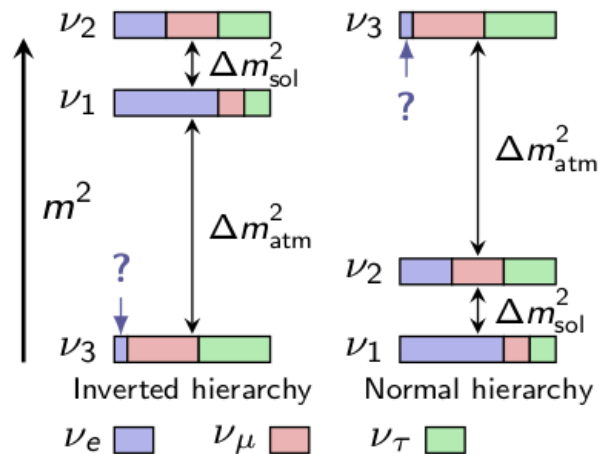 ν₂
Δm²sol
ν₁
m²
Δm²atm
?
ν₃
Inverted hierarchy
ν₃
?
Δm²atm
ν₂
Δm²sol
ν₁
Normal hierarchy
νe νμ ντ